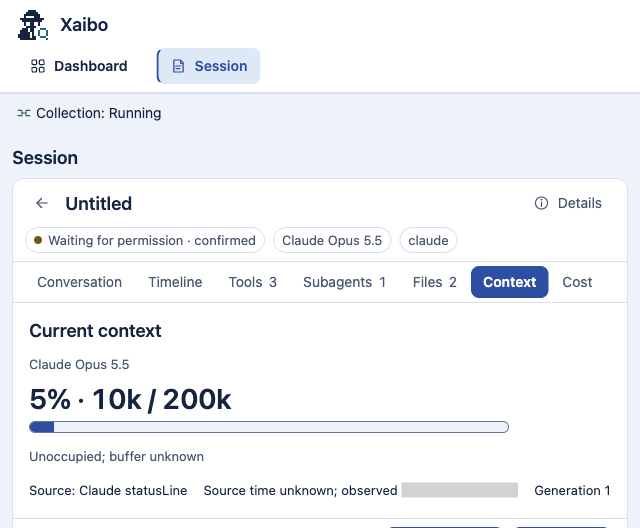 Xaibo
Dashboard Session
Collection: Running
Session
Untitled Details
Waiting for permission · confirmed Claude Opus 5.5 claude
Conversation Timeline Tools 3 Subagents 1 Files 2 Context Cost
Current context
Claude Opus 5.5
5% · 10k / 200k
Unoccupied; buffer unknown
Source: Claude statusLine Source time unknown; observed Generation 1